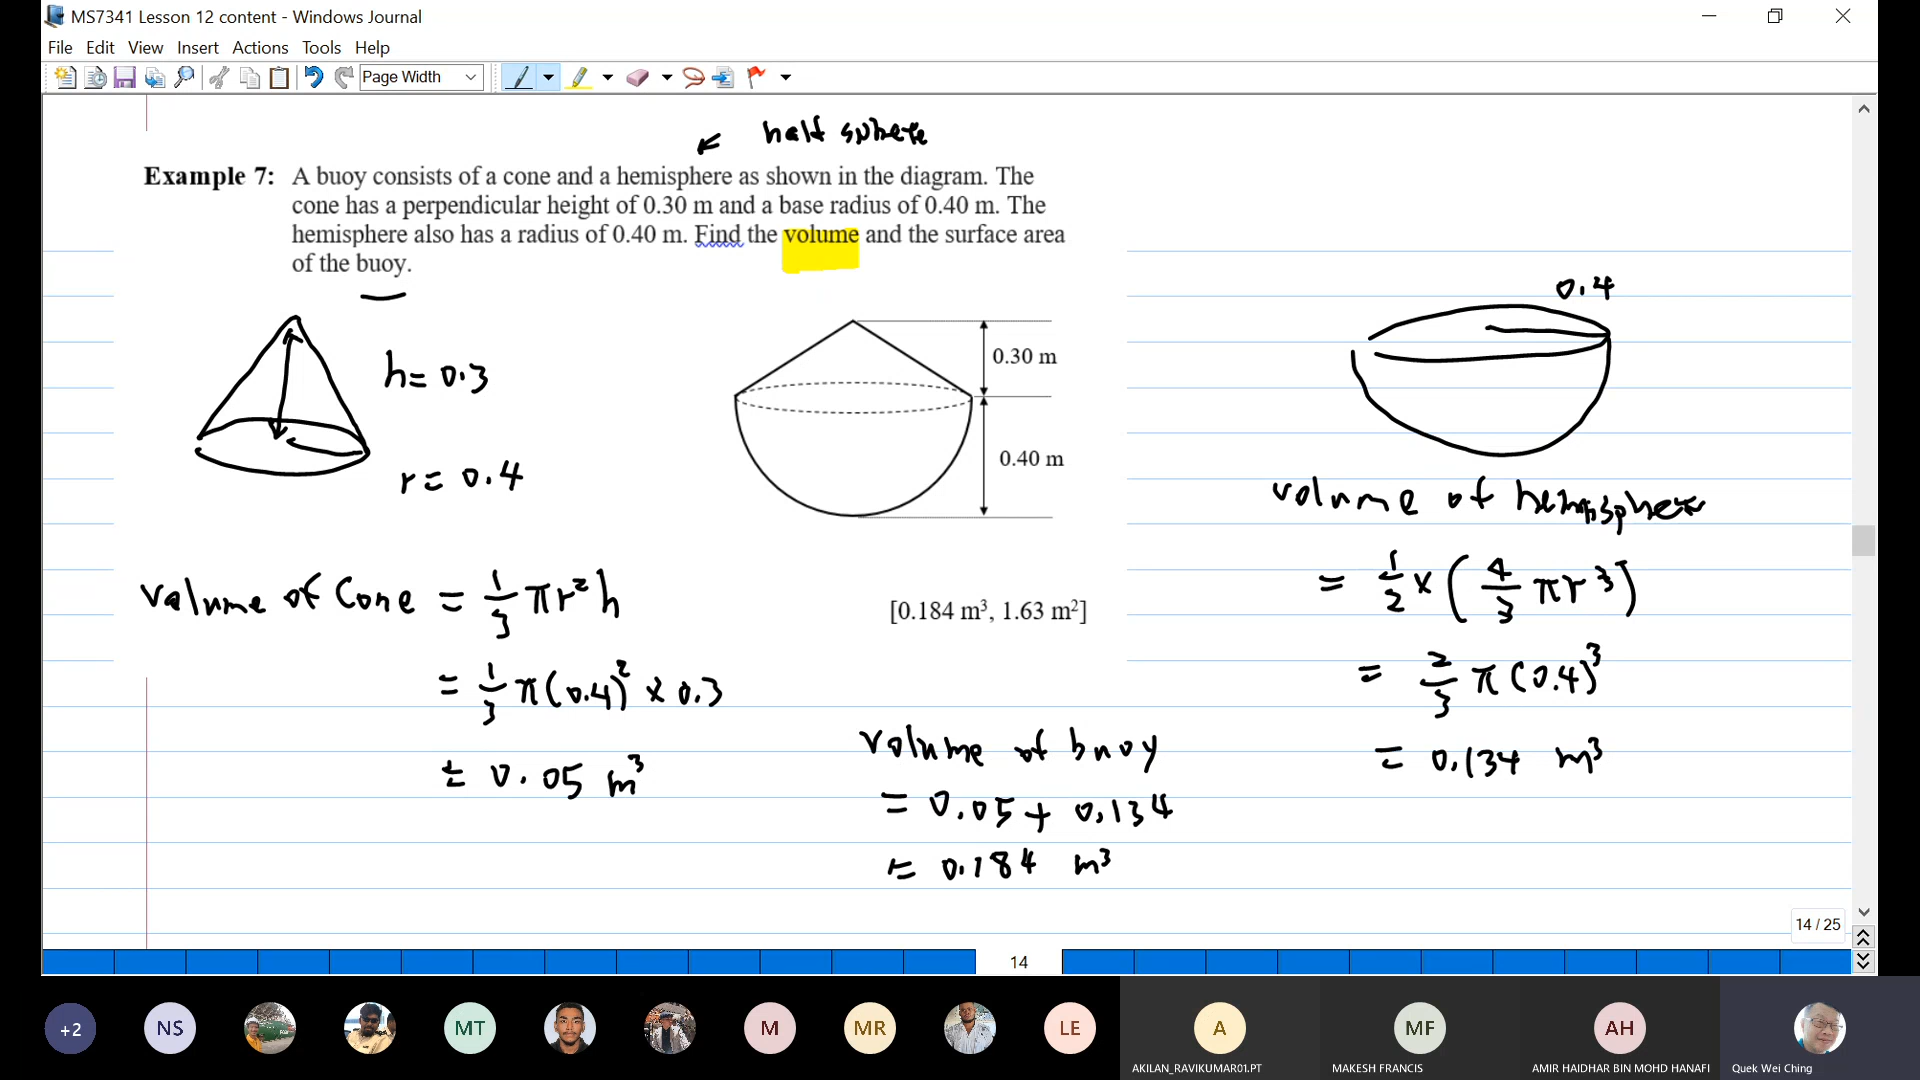 MS7341 Lesson 12 content - Windows Journal
File Edit View Insert Actions Tools Help
Page Width
half sphere
Example 7: A buoy consists of a cone and a hemisphere as shown in the diagram. The
cone has a perpendicular height of 0.30 m and a base radius of 0.40 m. The
hemisphere also has a radius of 0.40 m. Find the volume and the surface area
of the buoy.
h = 0.3
r = 0.4
0.30 m
0.40 m
[0.184 m³, 1.63 m²]
0.4
volume of Cone = 1/3 πr²h
= 1/3 π(0.4)² x 0.3
= 0.05 m³
volume of buoy
= 0.05 + 0.134
= 0.184 m³
volume of hemisphere
= 1/2 x (4/3 πr³)
= 2/3 π(0.4)³
= 0.134 m³
14 / 25
14
+2
NS
MT
M
MR
LE
A
MF
AH
AKILAN_RAVIKUMAR01.PT
MAKESH FRANCIS
AMIR HAIDHAR BIN MOHD HANAFI
Quek Wei Ching